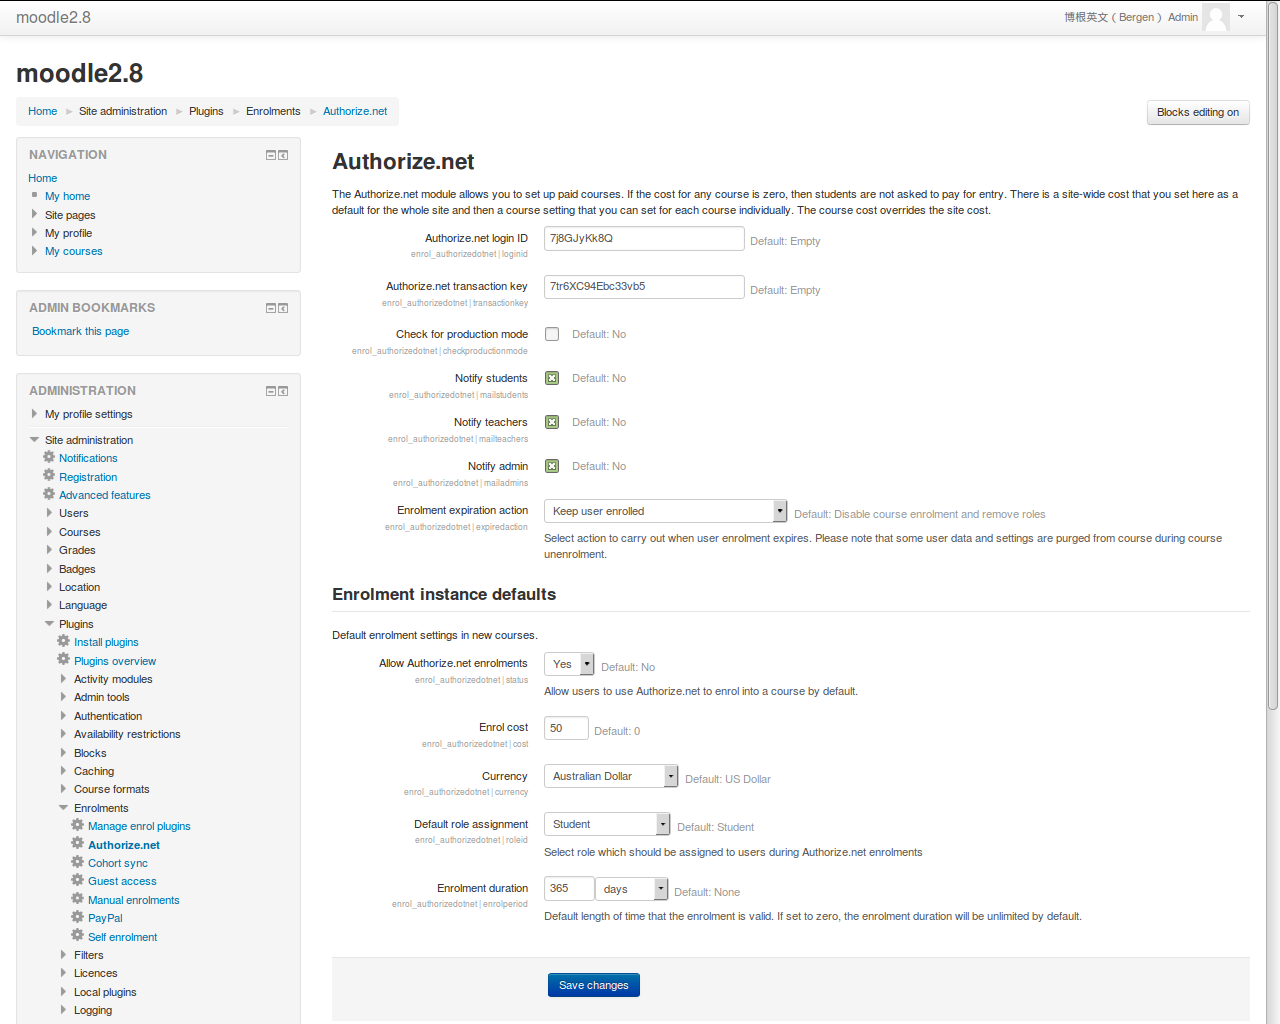 moodle2.8
博根英文 ( Bergen ) Admin
moodle2.8
Home ► Site administration ► Plugins ► Enrolments ► Authorize.net
Blocks editing on
NAVIGATION
Home
My home
Site pages
My profile
My courses
ADMIN BOOKMARKS
Bookmark this page
ADMINISTRATION
My profile settings
Site administration
Notifications
Registration
Advanced features
Users
Courses
Grades
Badges
Location
Language
Plugins
Install plugins
Plugins overview
Activity modules
Admin tools
Authentication
Availability restrictions
Blocks
Caching
Course formats
Enrolments
Manage enrol plugins
Authorize.net
Cohort sync
Guest access
Manual enrolments
PayPal
Self enrolment
Filters
Licences
Local plugins
Logging
Authorize.net
The Authorize.net module allows you to set up paid courses. If the cost for any course is zero, then students are not asked to pay for entry. There is a site-wide cost that you set here as a
default for the whole site and then a course setting that you can set for each course individually. The course cost overrides the site cost.
Authorize.net login ID 7j8GJyKk8Q Default: Empty
enrol_authorizedotnet | loginid
Authorize.net transaction key 7tr6XC94Ebc33vb5 Default: Empty
enrol_authorizedotnet | transactionkey
Check for production mode Default: No
enrol_authorizedotnet | checkproductionmode
Notify students Default: No
enrol_authorizedotnet | mailstudents
Notify teachers Default: No
enrol_authorizedotnet | mailteachers
Notify admin Default: No
enrol_authorizedotnet | mailadmins
Enrolment expiration action Keep user enrolled Default: Disable course enrolment and remove roles
enrol_authorizedotnet | expiredaction
Select action to carry out when user enrolment expires. Please note that some user data and settings are purged from course during course
unenrolment.
Enrolment instance defaults
Default enrolment settings in new courses.
Allow Authorize.net enrolments Yes Default: No
enrol_authorizedotnet | status
Allow users to use Authorize.net to enrol into a course by default.
Enrol cost 50 Default: 0
enrol_authorizedotnet | cost
Currency Australian Dollar Default: US Dollar
enrol_authorizedotnet | currency
Default role assignment Student Default: Student
enrol_authorizedotnet | roleid
Select role which should be assigned to users during Authorize.net enrolments
Enrolment duration 365 days Default: None
enrol_authorizedotnet | enrolperiod
Default length of time that the enrolment is valid. If set to zero, the enrolment duration will be unlimited by default.
Save changes